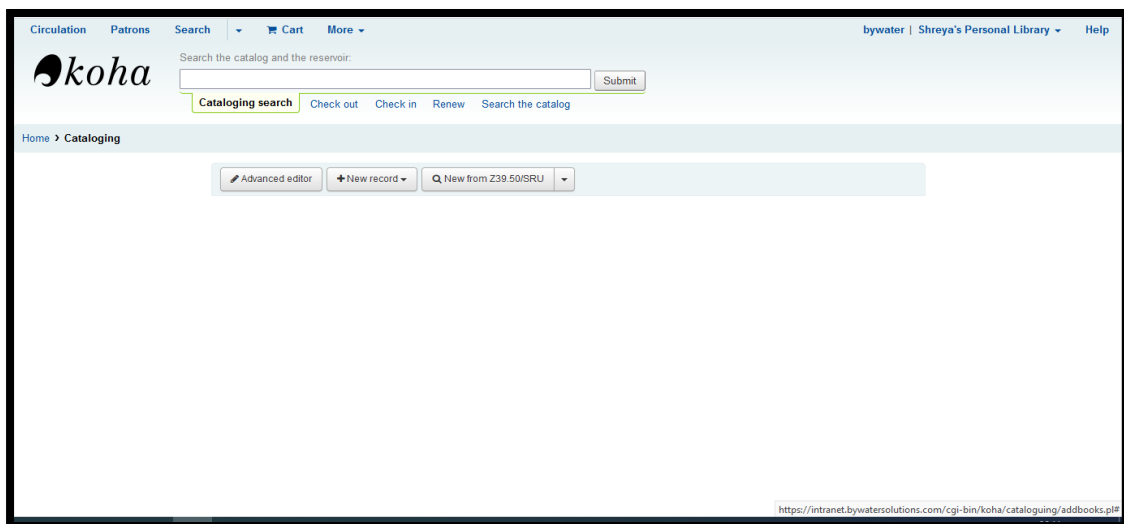 Circulation Patrons Search Cart More bywater | Shreya's Personal Library Help
koha
Search the catalog and the reservoir:
Submit
Cataloging search Check out Check in Renew Search the catalog
Home › Cataloging
Advanced editor New record New from Z39.50/SRU
https://intranet.bywatersolutions.com/cgi-bin/koha/cataloguing/addbooks.pl#